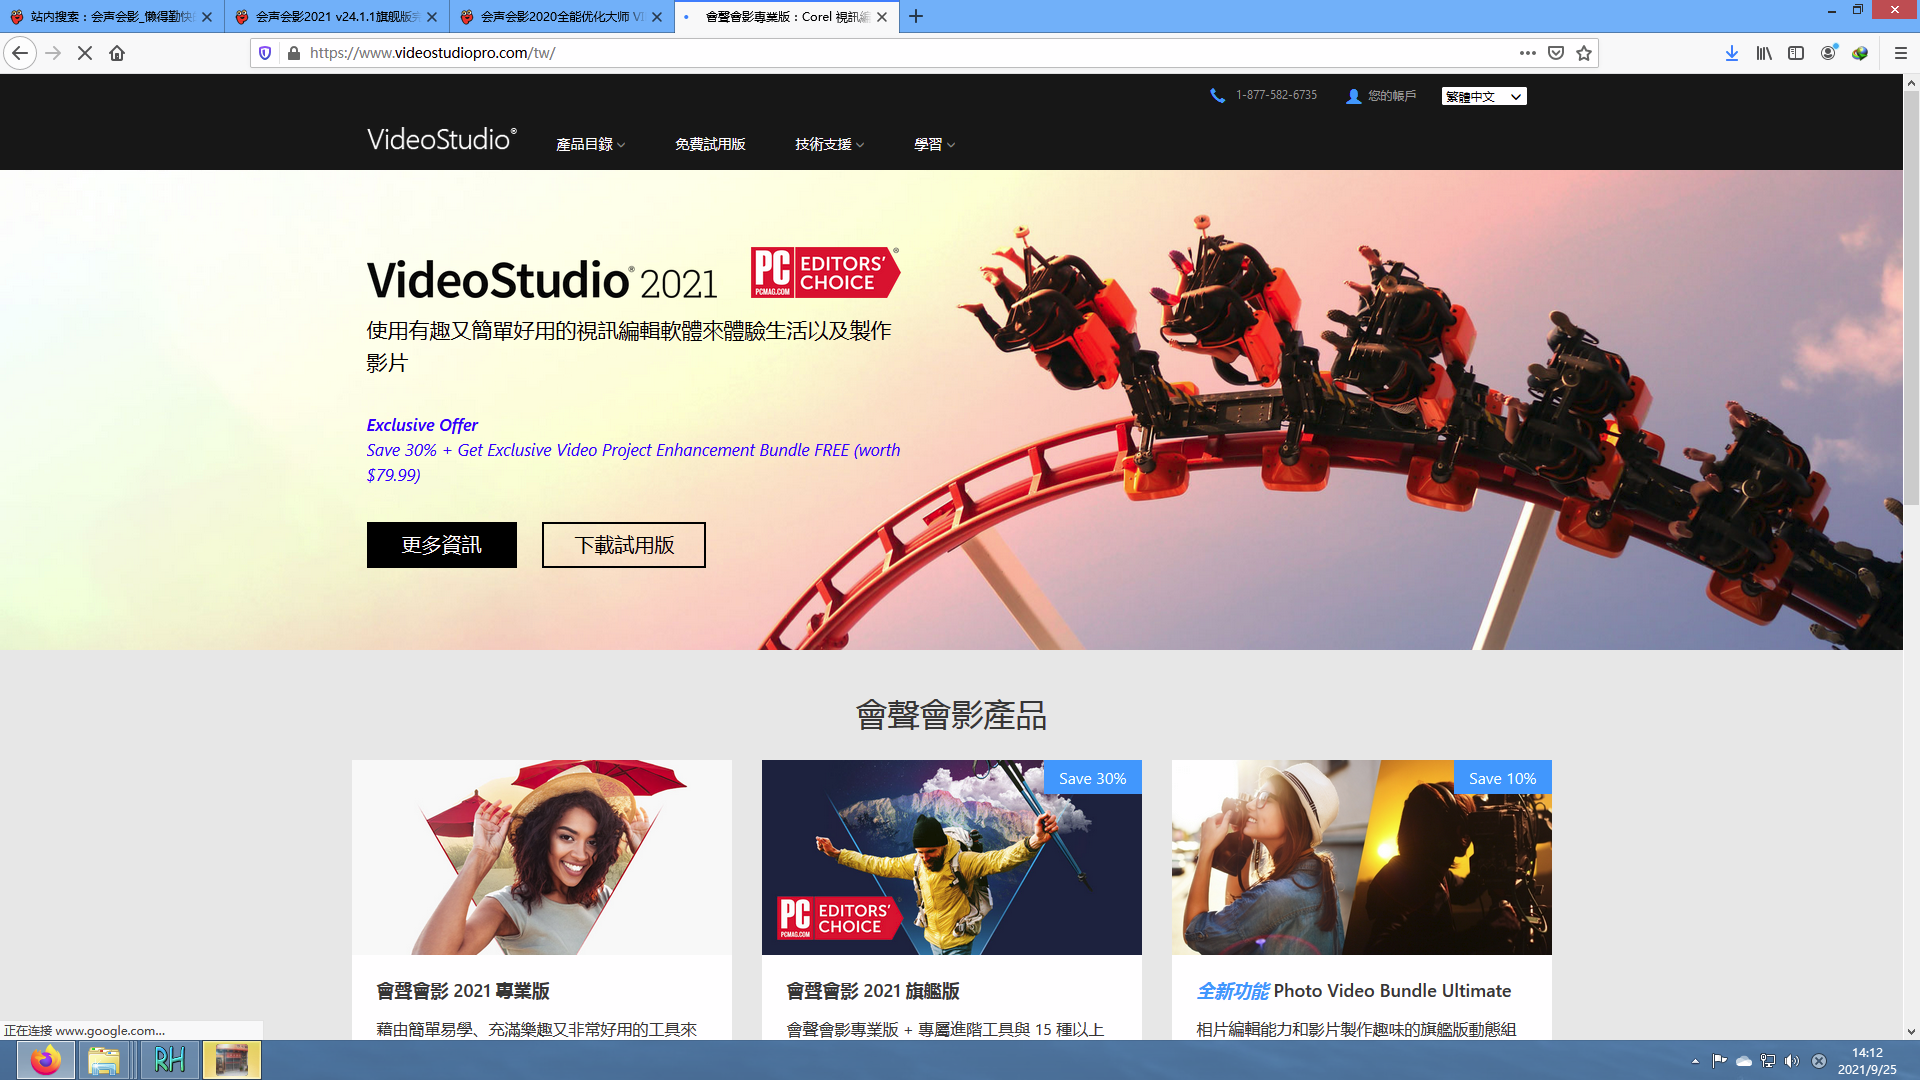 站内搜索：会声会影_懒得勤快
会声会影2021 v24.1.1旗舰版
会声会影2020全能优化大师 V
會聲會影專業版：Corel 視訊編
https://www.videostudiopro.com/tw/
1-877-582-6735
您的帳戶
繁體中文
VideoStudio®
產品目錄
免費試用版
技術支援
學習
VideoStudio® 2021
PC
PCMAG.COM
EDITORS'
CHOICE
®
使用有趣又簡單好用的視訊編輯軟體來體驗生活以及製作
影片
Exclusive Offer
Save 30% + Get Exclusive Video Project Enhancement Bundle FREE (worth
$79.99)
更多資訊
下載試用版
會聲會影產品
Save 30%
Save 10%
PC
PCMAG.COM
EDITORS'
CHOICE
會聲會影 2021 專業版
會聲會影 2021 旗艦版
全新功能 Photo Video Bundle Ultimate
藉由簡單易學、充滿樂趣又非常好用的工具來
會聲會影專業版 + 專屬進階工具與 15 種以上
相片編輯能力和影片製作趣味的旗艦版動態組
正在连接 www.google.com...
RH
14:12
2021/9/25